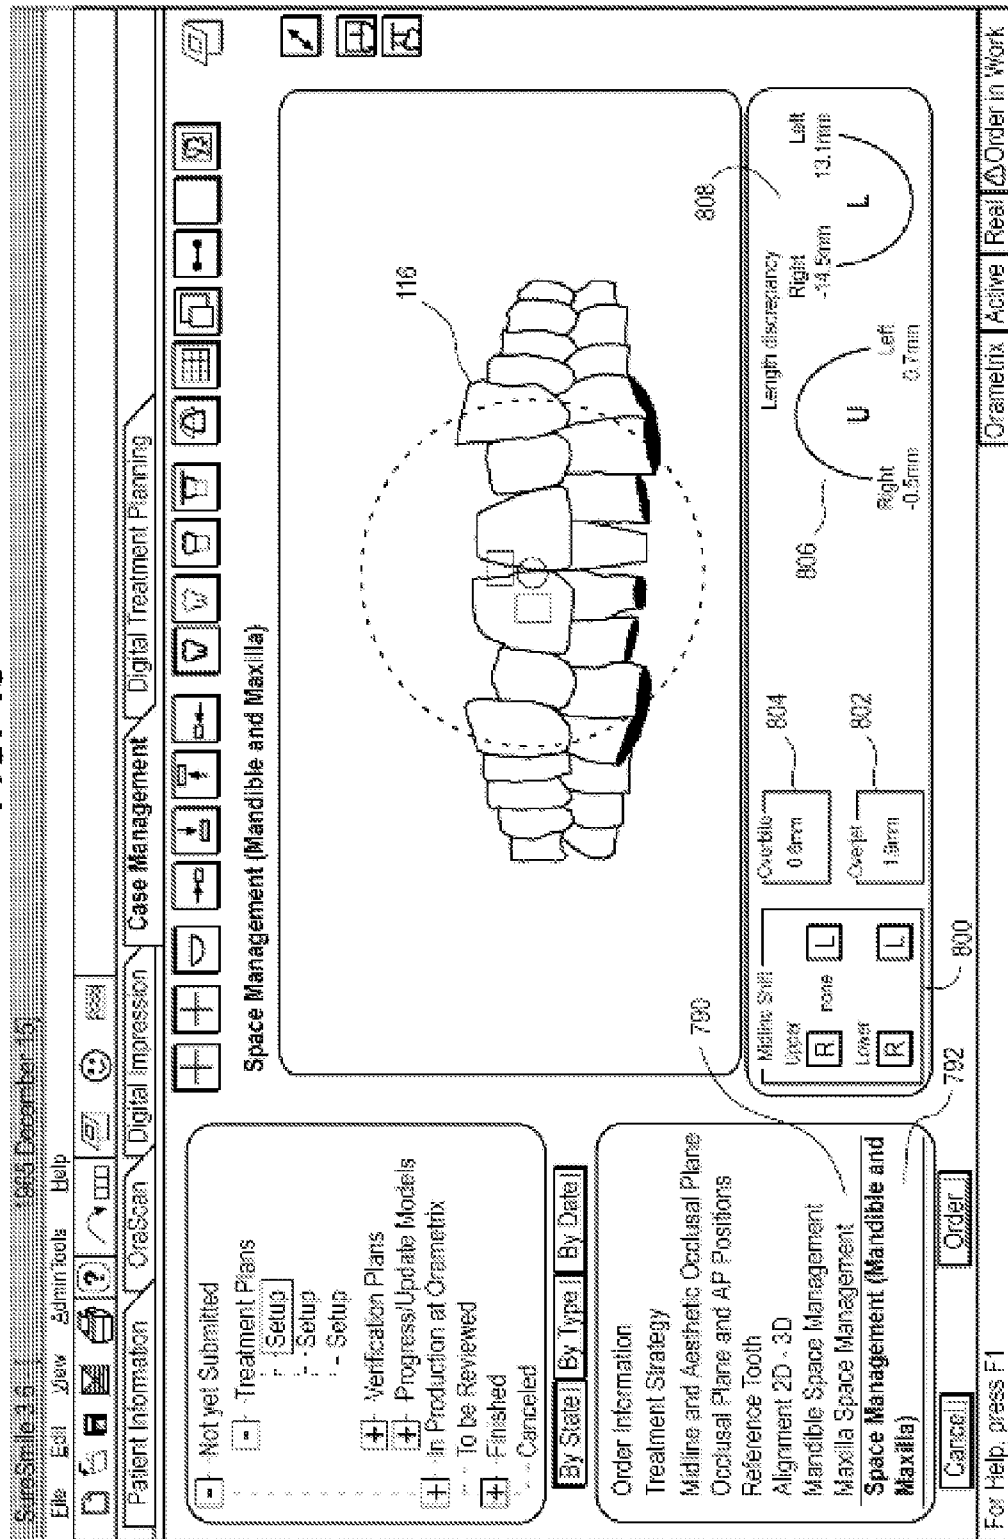 SureSmile 3.6
File Edit View Admin Tools Help
Patient Information OraScan Digital Impression Case Management Digital Treatment Planning
Not yet Submitted
Treatment Plans
Setup
Setup
Setup
Verification Plans
Progress/Update Models
In Production at Orametrix
To be Reviewed
Finished
Canceled
By State By Type By Date
Order Information
Treatment Strategy
Midline and Aesthetic Occlusal Plane
Occlusal Plane and AP Positions
Reference Tooth
Alignment 2D - 3D
Mandible Space Management
Maxilla Space Management
Space Management (Mandible and
Maxilla)
Cancel Order
790
792
Space Management (Mandible and Maxilla)
116
Midline Shift
Upper
R none L
Lower
R L
800
Overbite
0.6mm
804
Overjet
1.9mm
802
Length discrepancy
806
808
U
Right
-0.5mm
Left
0.7mm
Right
-14.5mm
Left
13.1mm
L
For Help, press F1
Orametrix Active Real Order in Work